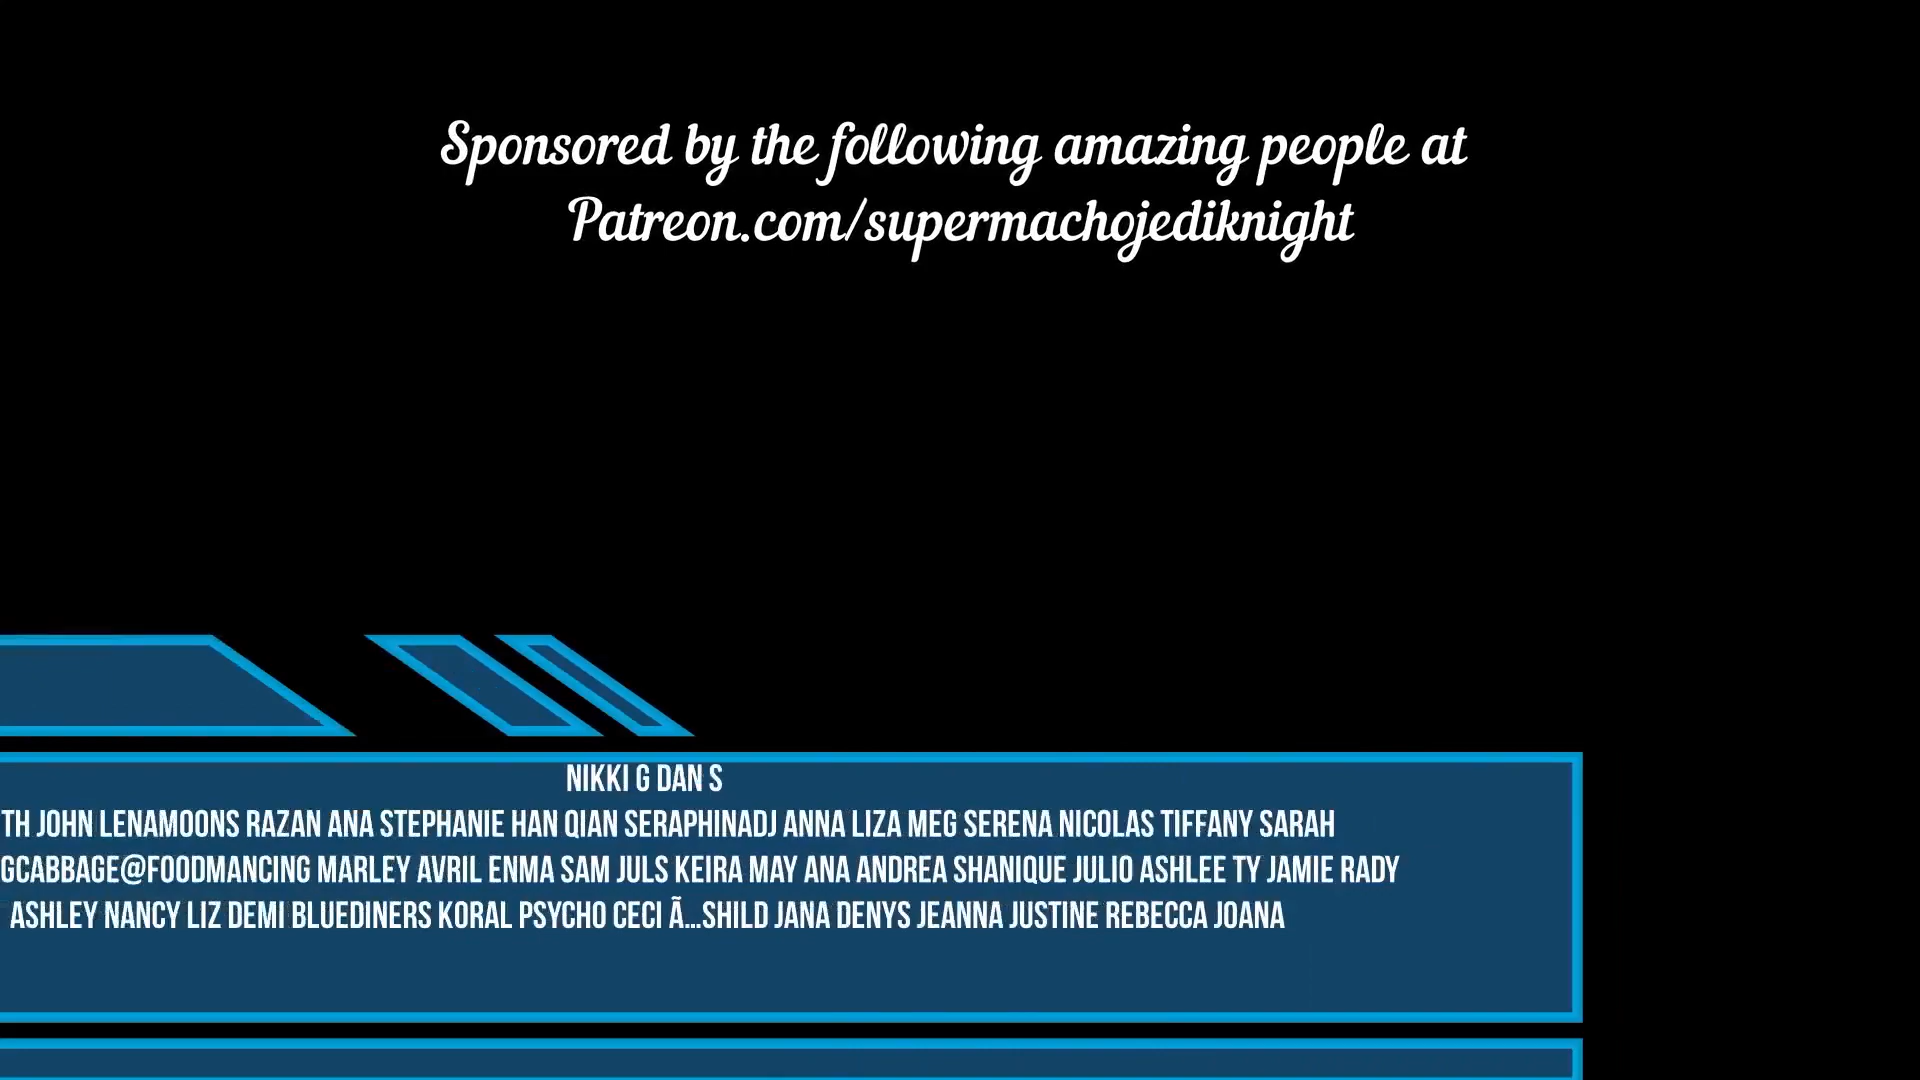 Sponsored by the following amazing people at
Patreon.com/supermachojediknight
NIKKI G DAN S
TH JOHN LENAMOONS RAZAN ANA STEPHANIE HAN QIAN SERAPHINADJ ANNA LIZA MEG SERENA NICOLAS TIFFANY SARAH
GCABBAGE@FOODMANCING MARLEY AVRIL ENMA SAM JULS KEIRA MAY ANA ANDREA SHANIQUE JULIO ASHLEE TY JAMIE RADY
ASHLEY NANCY LIZ DEMI BLUEDINERS KORAL PSYCHO CECI Ã…SHILD JANA DENYS JEANNA JUSTINE REBECCA JOANA